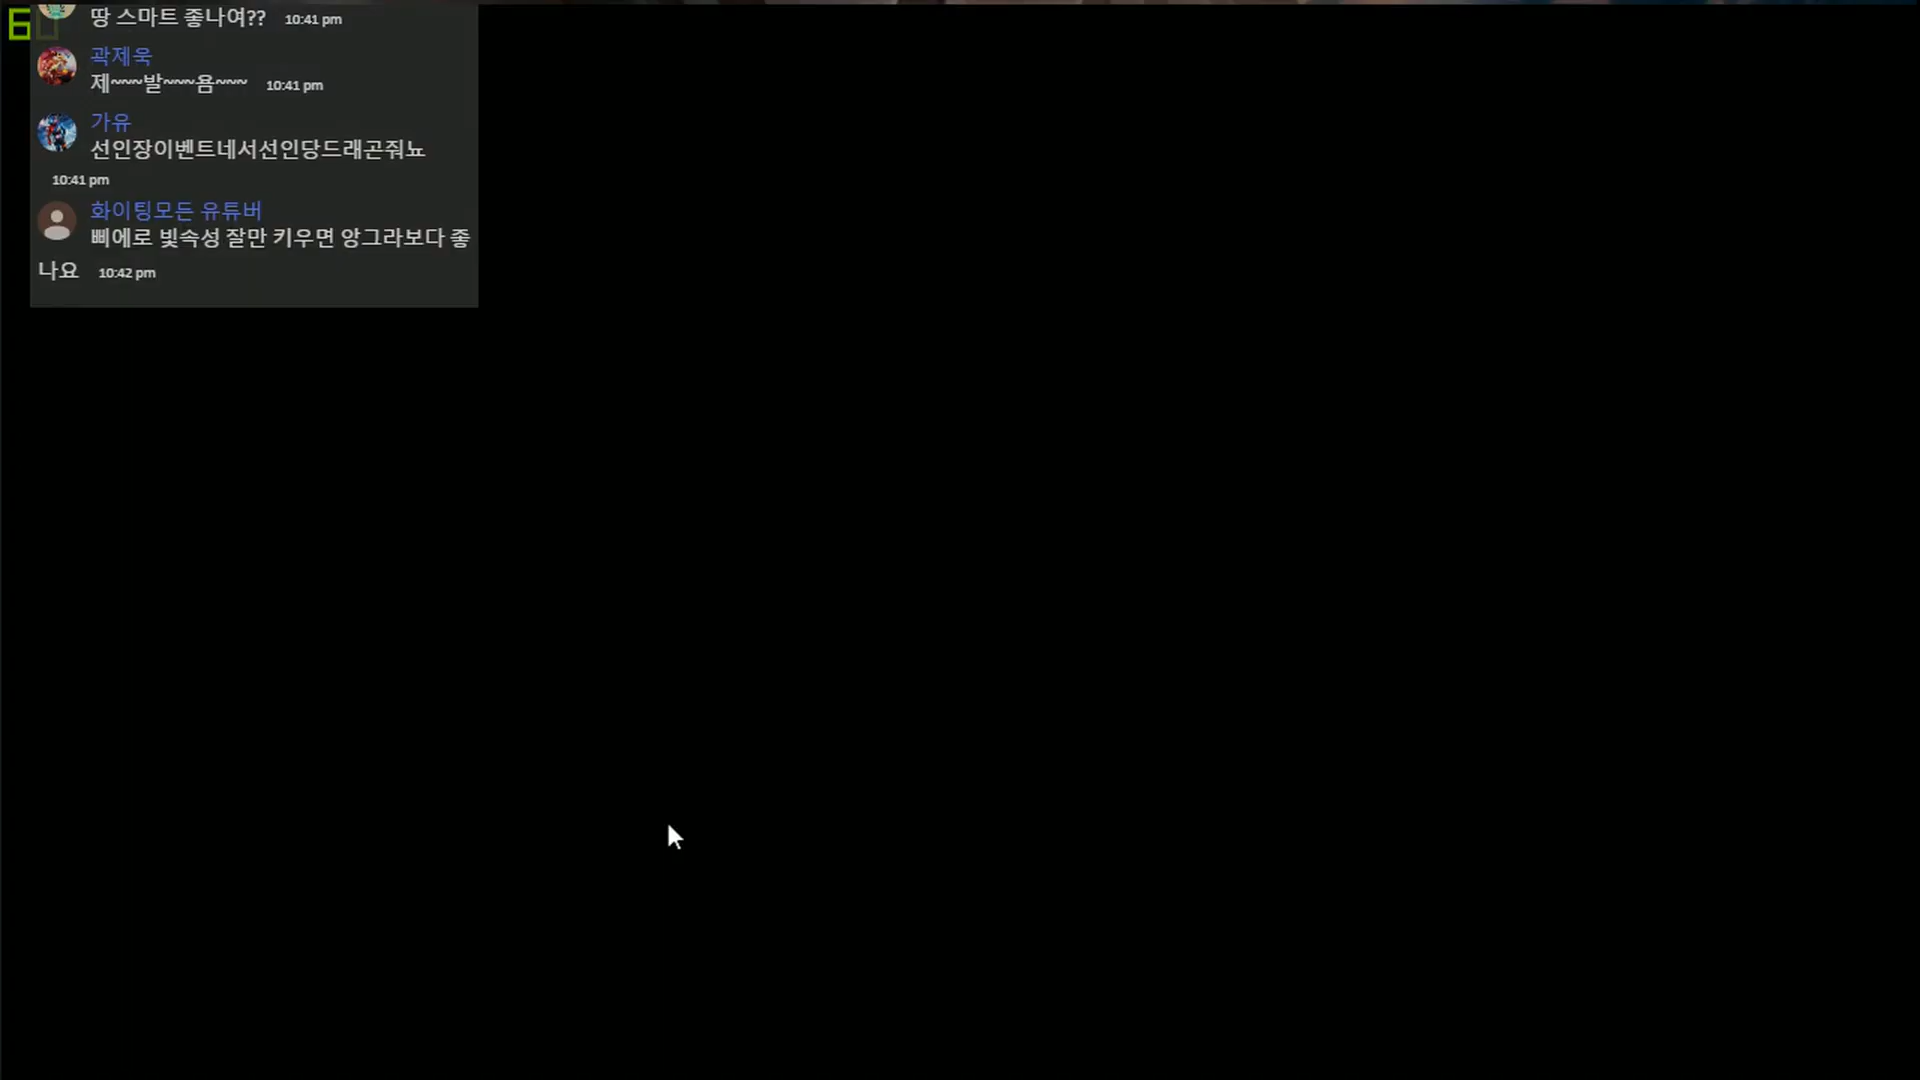 60
땅 스마트 좋나여?? 10:41 pm
곽제욱
제~~~발~~~욤~~~ 10:41 pm
가유
선인장이벤트네서선인당드래곤줘뇨
10:41 pm
화이팅모든 유튜버
삐에로 빛속성 잘만 키우면 앙그라보다 좋
나요 10:42 pm